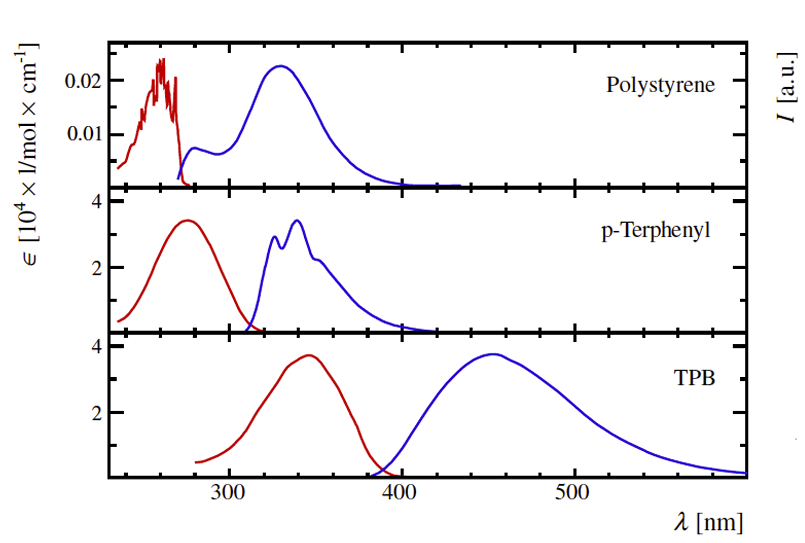 ϵ [10⁴ × l/mol × cm⁻¹]
I [a.u.]
0.02
0.01
Polystyrene
4
2
p-Terphenyl
4
2
TPB
300 400 500
λ [nm]